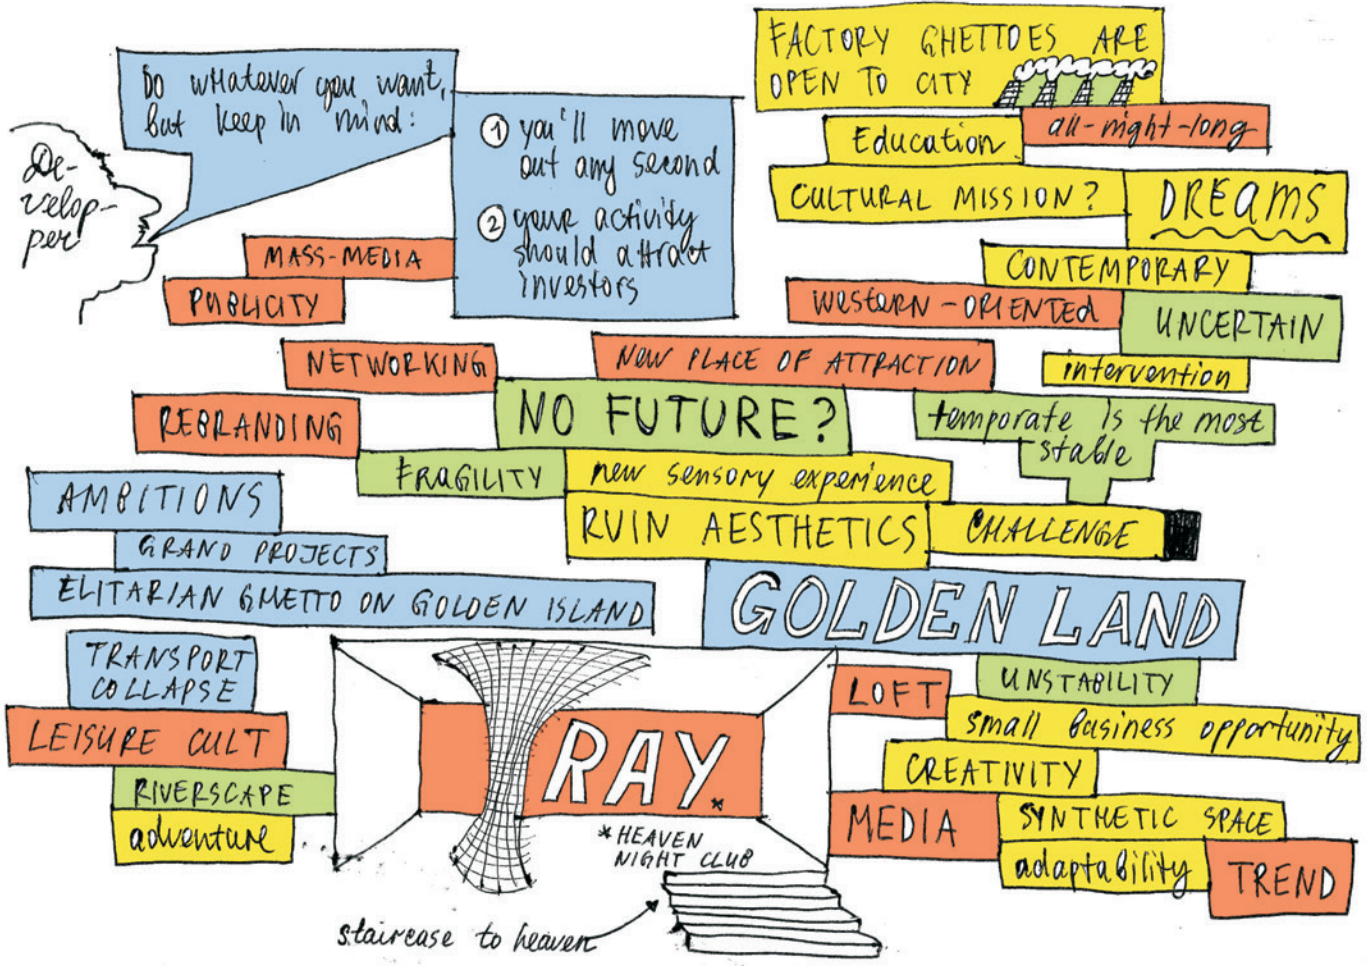 De-
velop-
per
Do whatever you want,
but keep in mind:
1 you'll move
out any second
2 your activity
should attract
investors
MASS-MEDIA
PUBLICITY
NETWORKING
REBRANDING
FACTORY GHETTOES ARE
OPEN TO CITY
Education
all-night-long
CULTURAL MISSION?
DREAMS
CONTEMPORARY
WESTERN-ORIENTED
UNCERTAIN
NEW PLACE OF ATTRACTION
intervention
NO FUTURE?
temporate is the most
stable
FRAGILITY
new sensory experience
RUIN AESTHETICS
CHALLENGE
AMBITIONS
GRAND PROJECTS
ELITARIAN GHETTO ON GOLDEN ISLAND
GOLDEN LAND
TRANSPORT
COLLAPSE
LEISURE CULT
RIVERSCAPE
adventure
RAY*
*HEAVEN
NIGHT CLUB
staircase to heaven
LOFT
UNSTABILITY
small business opportunity
CREATIVITY
MEDIA
SYNTHETIC SPACE
adaptability
TREND